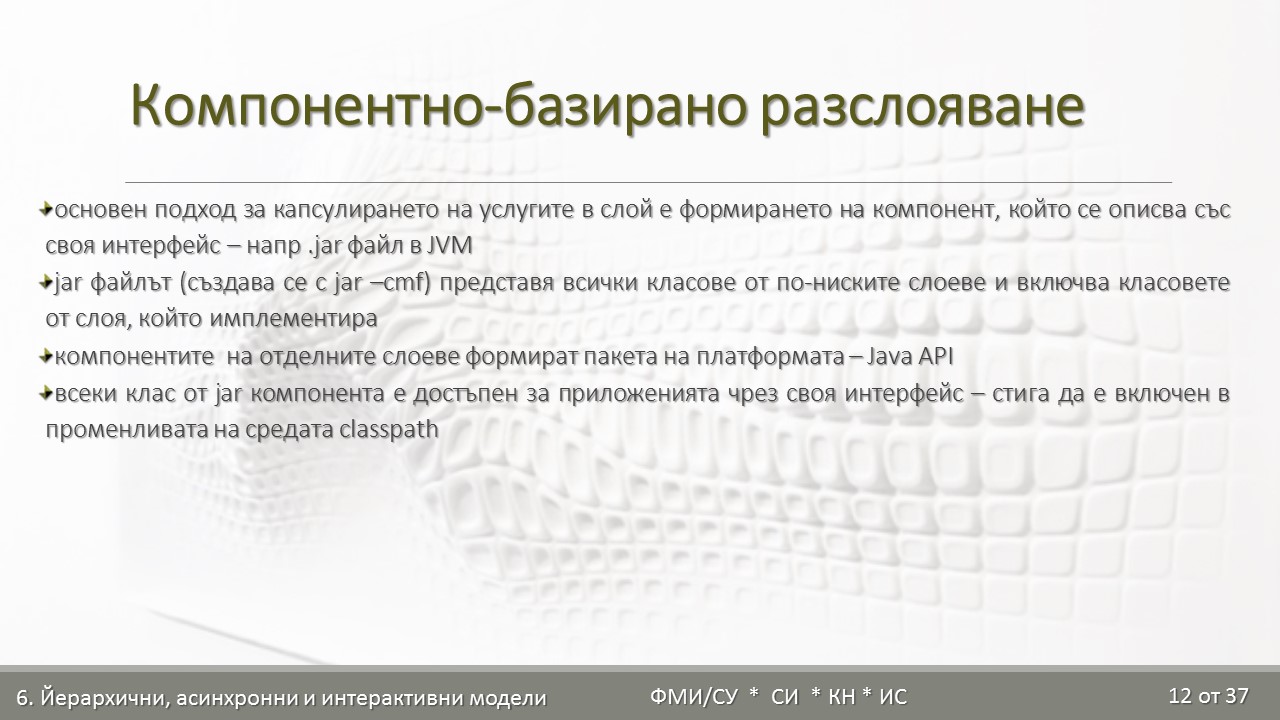 Компонентно-базирано разслояване
основен подход за капсулирането на услугите в слой е формирането на компонент, който се описва със
своя интерфейс – напр .jar файл в JVM
jar файлът (създава се с jar –cmf) представя всички класове от по-ниските слоеве и включва класовете
от слоя, който имплементира
компонентите на отделните слоеве формират пакета на платформата – Java API
всеки клас от jar компонента е достъпен за приложенията чрез своя интерфейс – стига да е включен в
променливата на средата classpath
6. Йерархични, асинхронни и интерактивни модели
ФМИ/СУ * СИ * КН * ИС
12 от 37